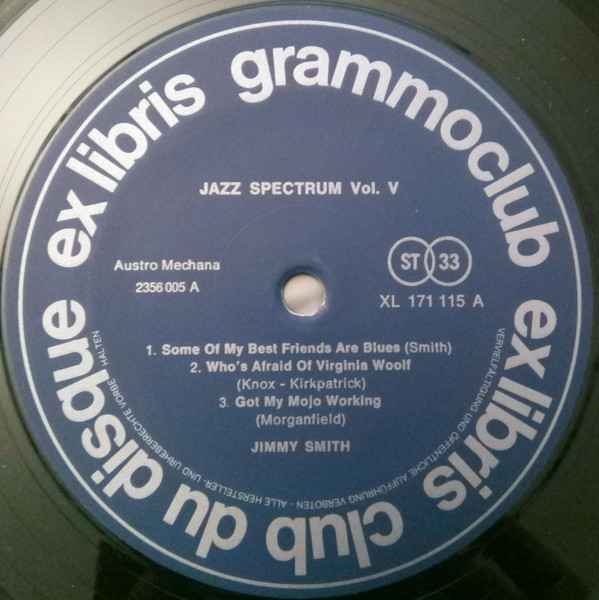 ex libris grammoclub ex libris club du disque
JAZZ SPECTRUM Vol. V
Austro Mechana
2356 005 A
ST 33
XL 171 115 A
1. Some Of My Best Friends Are Blues (Smith)
2. Who's Afraid Of Virginia Woolf
(Knox - Kirkpatrick)
3. Got My Mojo Working
(Morganfield)
JIMMY SMITH
VERVIELFÄLTIGUNG UND ÖFFENTLICHE AUFFÜHRUNG VERBOTEN · ALLE HERSTELLER- UND URHEBERRECHTE VORBEHALTEN